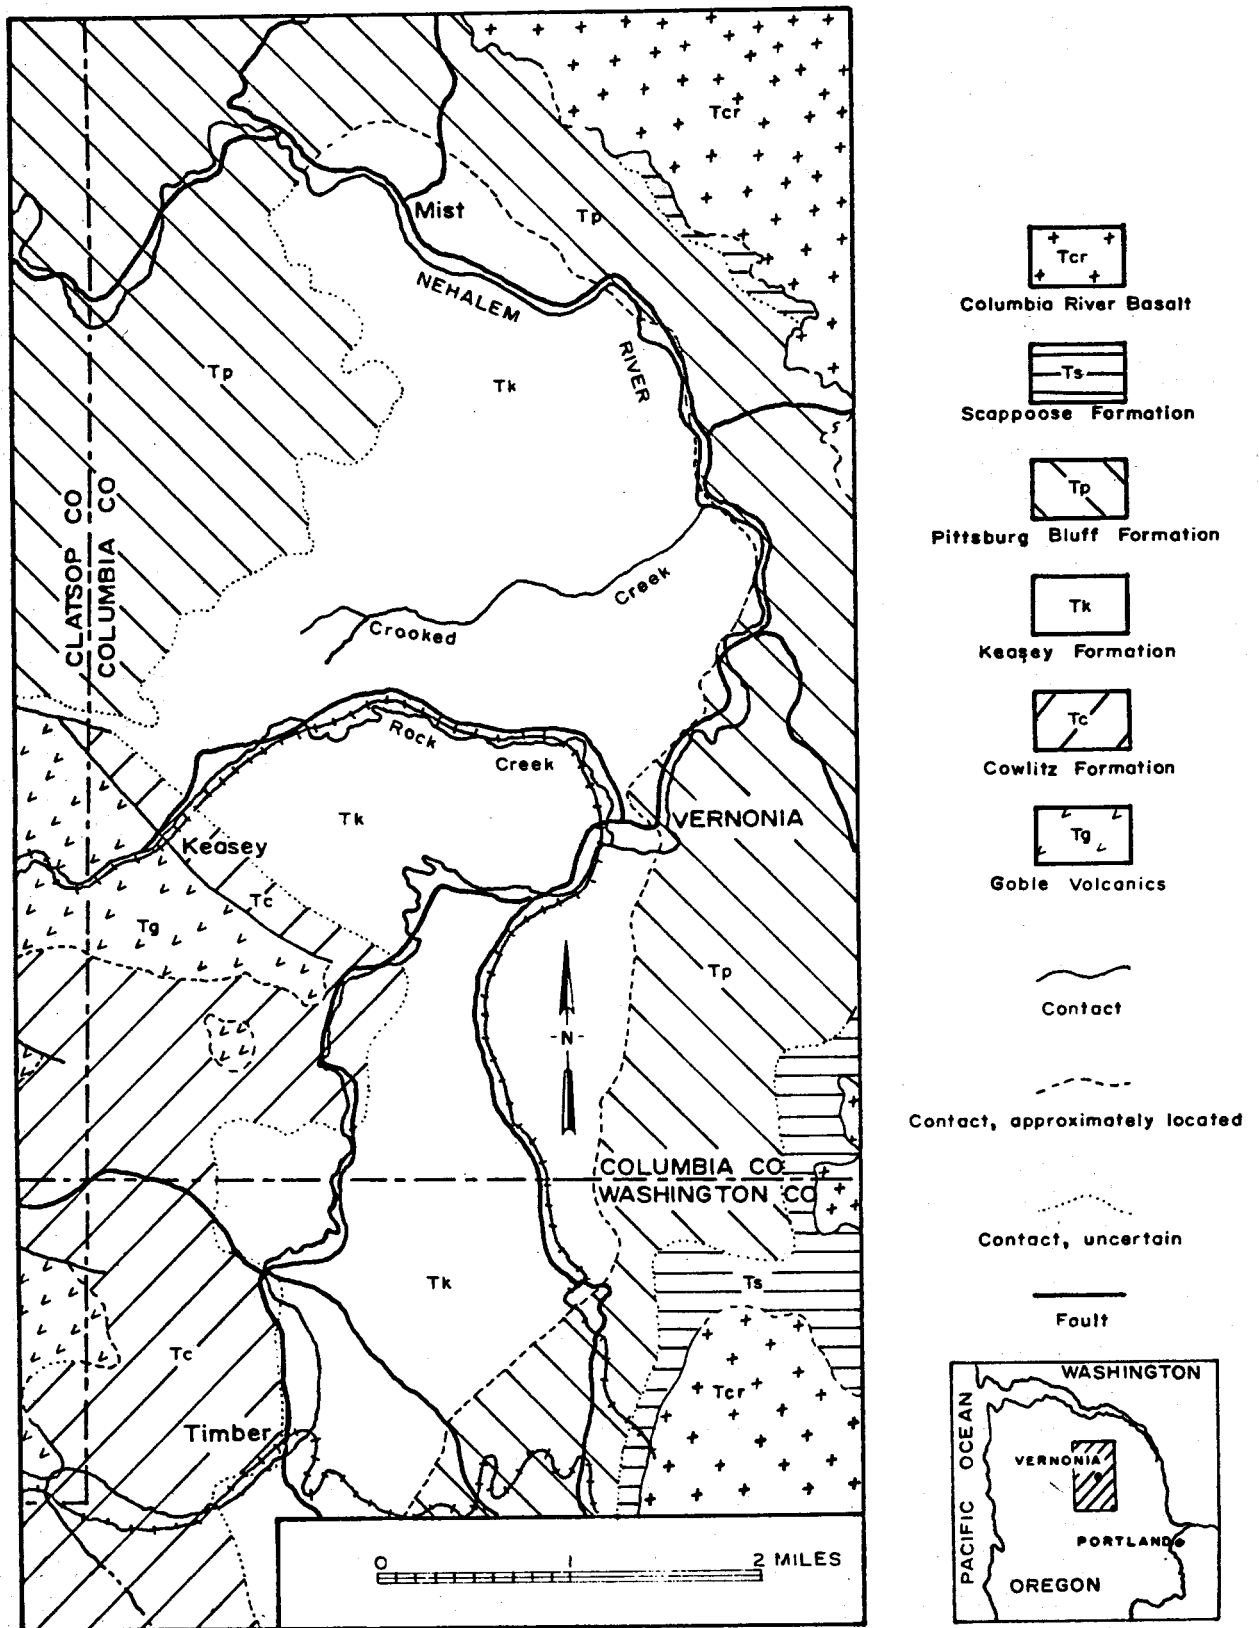 Tcr
Mist
Tp
NEHALEM
RIVER
Tp
Tk
CLATSOP CO
COLUMBIA CO
Crooked
Creek
Rock
Creek
Tk
VERNONIA
Keasey
Tc
Tg
Tp
N
COLUMBIA CO
WASHINGTON CO
Tk
Ts
Tc
Tcr
Timber
0 1 2 MILES
Tcr
Columbia River Basalt
Ts
Scappoose Formation
Tp
Pittsburg Bluff Formation
Tk
Keasey Formation
Tc
Cowlitz Formation
Tg
Goble Volcanics
Contact
Contact, approximately located
Contact, uncertain
Fault
WASHINGTON
PACIFIC OCEAN
VERNONIA
PORTLAND
OREGON